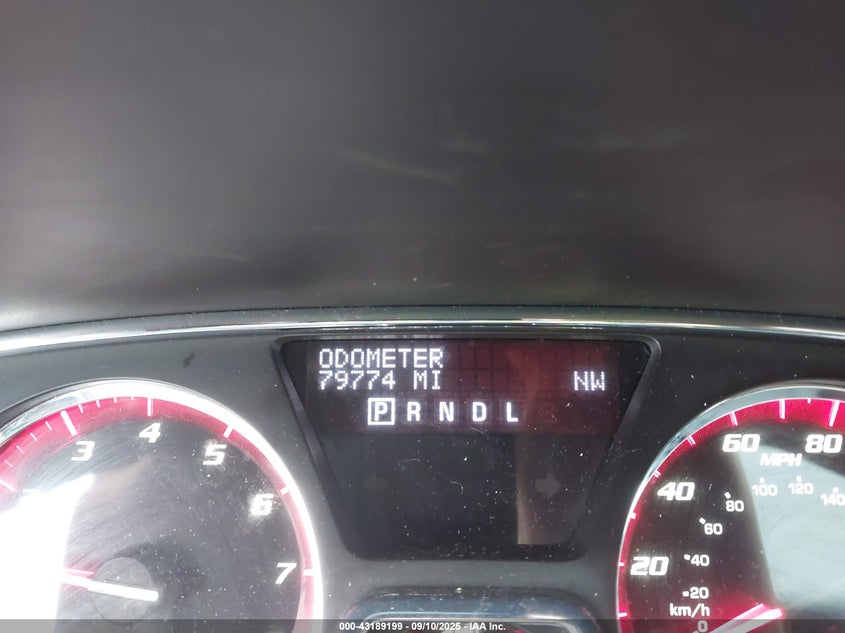 ODOMETER
79774 MI NW
P R N D L
3 4 5 6 7
20 40 60 80
MPH
km/h 0 20 40 60 80 100 120 140
000-43189199 - 09/10/2025 - IAA Inc.